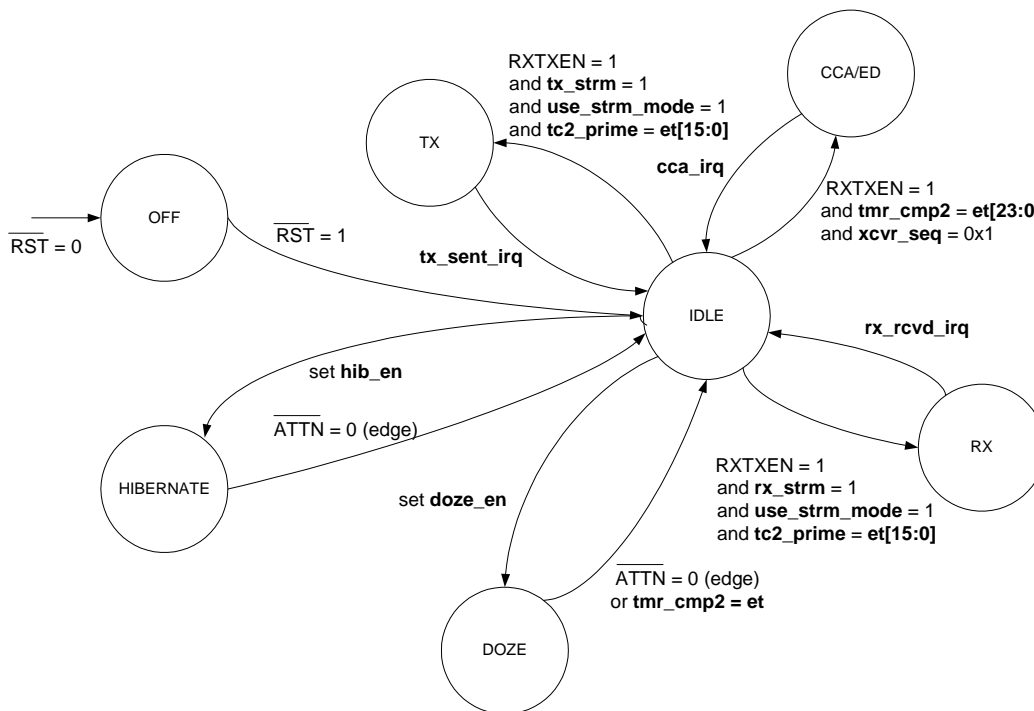 RXTXEN = 1
and tx_strm = 1
and use_strm_mode = 1
and tc2_prime = et[15:0]
CCA/ED
TX
cca_irq
RXTXEN = 1
and tmr_cmp2 = et[23:0
and xcvr_seq = 0x1
OFF
RST = 0
RST = 1
tx_sent_irq
IDLE
rx_rcvd_irq
set hib_en
ATTN = 0 (edge)
HIBERNATE
RX
RXTXEN = 1
and rx_strm = 1
and use_strm_mode = 1
and tc2_prime = et[15:0]
set doze_en
ATTN = 0 (edge)
or tmr_cmp2 = et
DOZE